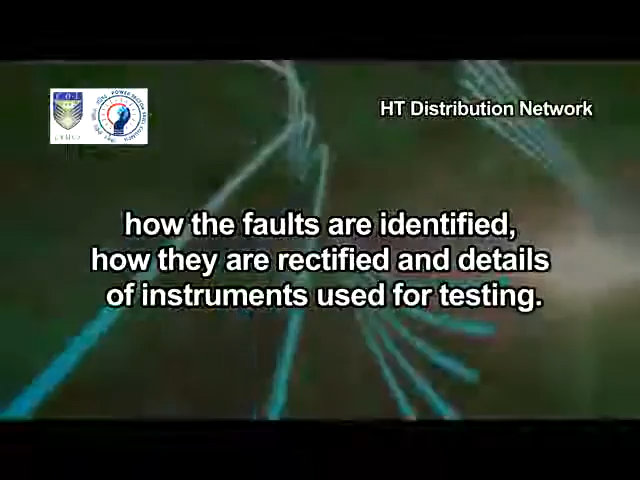 HT Distribution Network
how the faults are identified,
how they are rectified and details
of instruments used for testing.